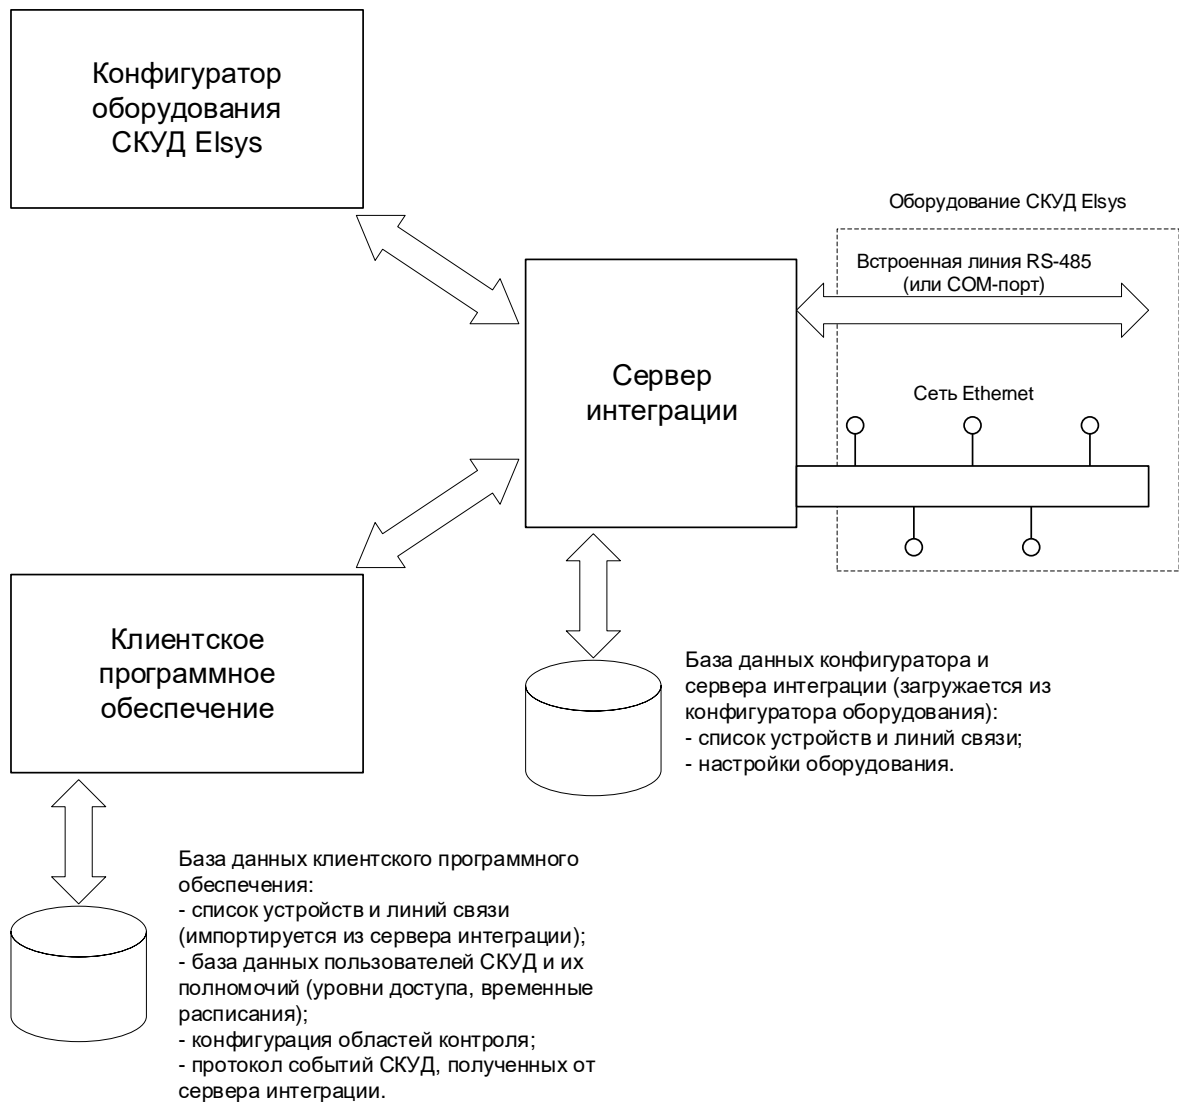 Конфигуратор
оборудования
СКУД Elsys
Оборудование СКУД Elsys
Встроенная линия RS-485
(или COM-порт)
Сервер
интеграции
Сеть Ethernet
Клиентское
программное
обеспечение
База данных конфигуратора и
сервера интеграции (загружается из
конфигуратора оборудования):
- список устройств и линий связи;
- настройки оборудования.
База данных клиентского программного
обеспечения:
- список устройств и линий связи
(импортируется из сервера интеграции);
- база данных пользователей СКУД и их
полномочий (уровни доступа, временные
расписания);
- конфигурация областей контроля;
- протокол событий СКУД, полученных от
сервера интеграции.